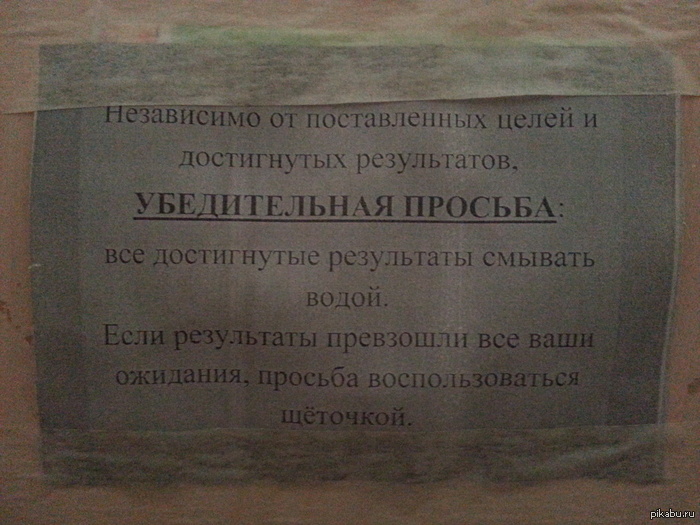 Независимо от поставленных целей и
достигнутых результатов,
УБЕДИТЕЛЬНАЯ ПРОСЬБА:
все достигнутые результаты смывать
водой.
Если результаты превзошли все ваши
ожидания, просьба воспользоваться
щёточкой.
pikabu.ru